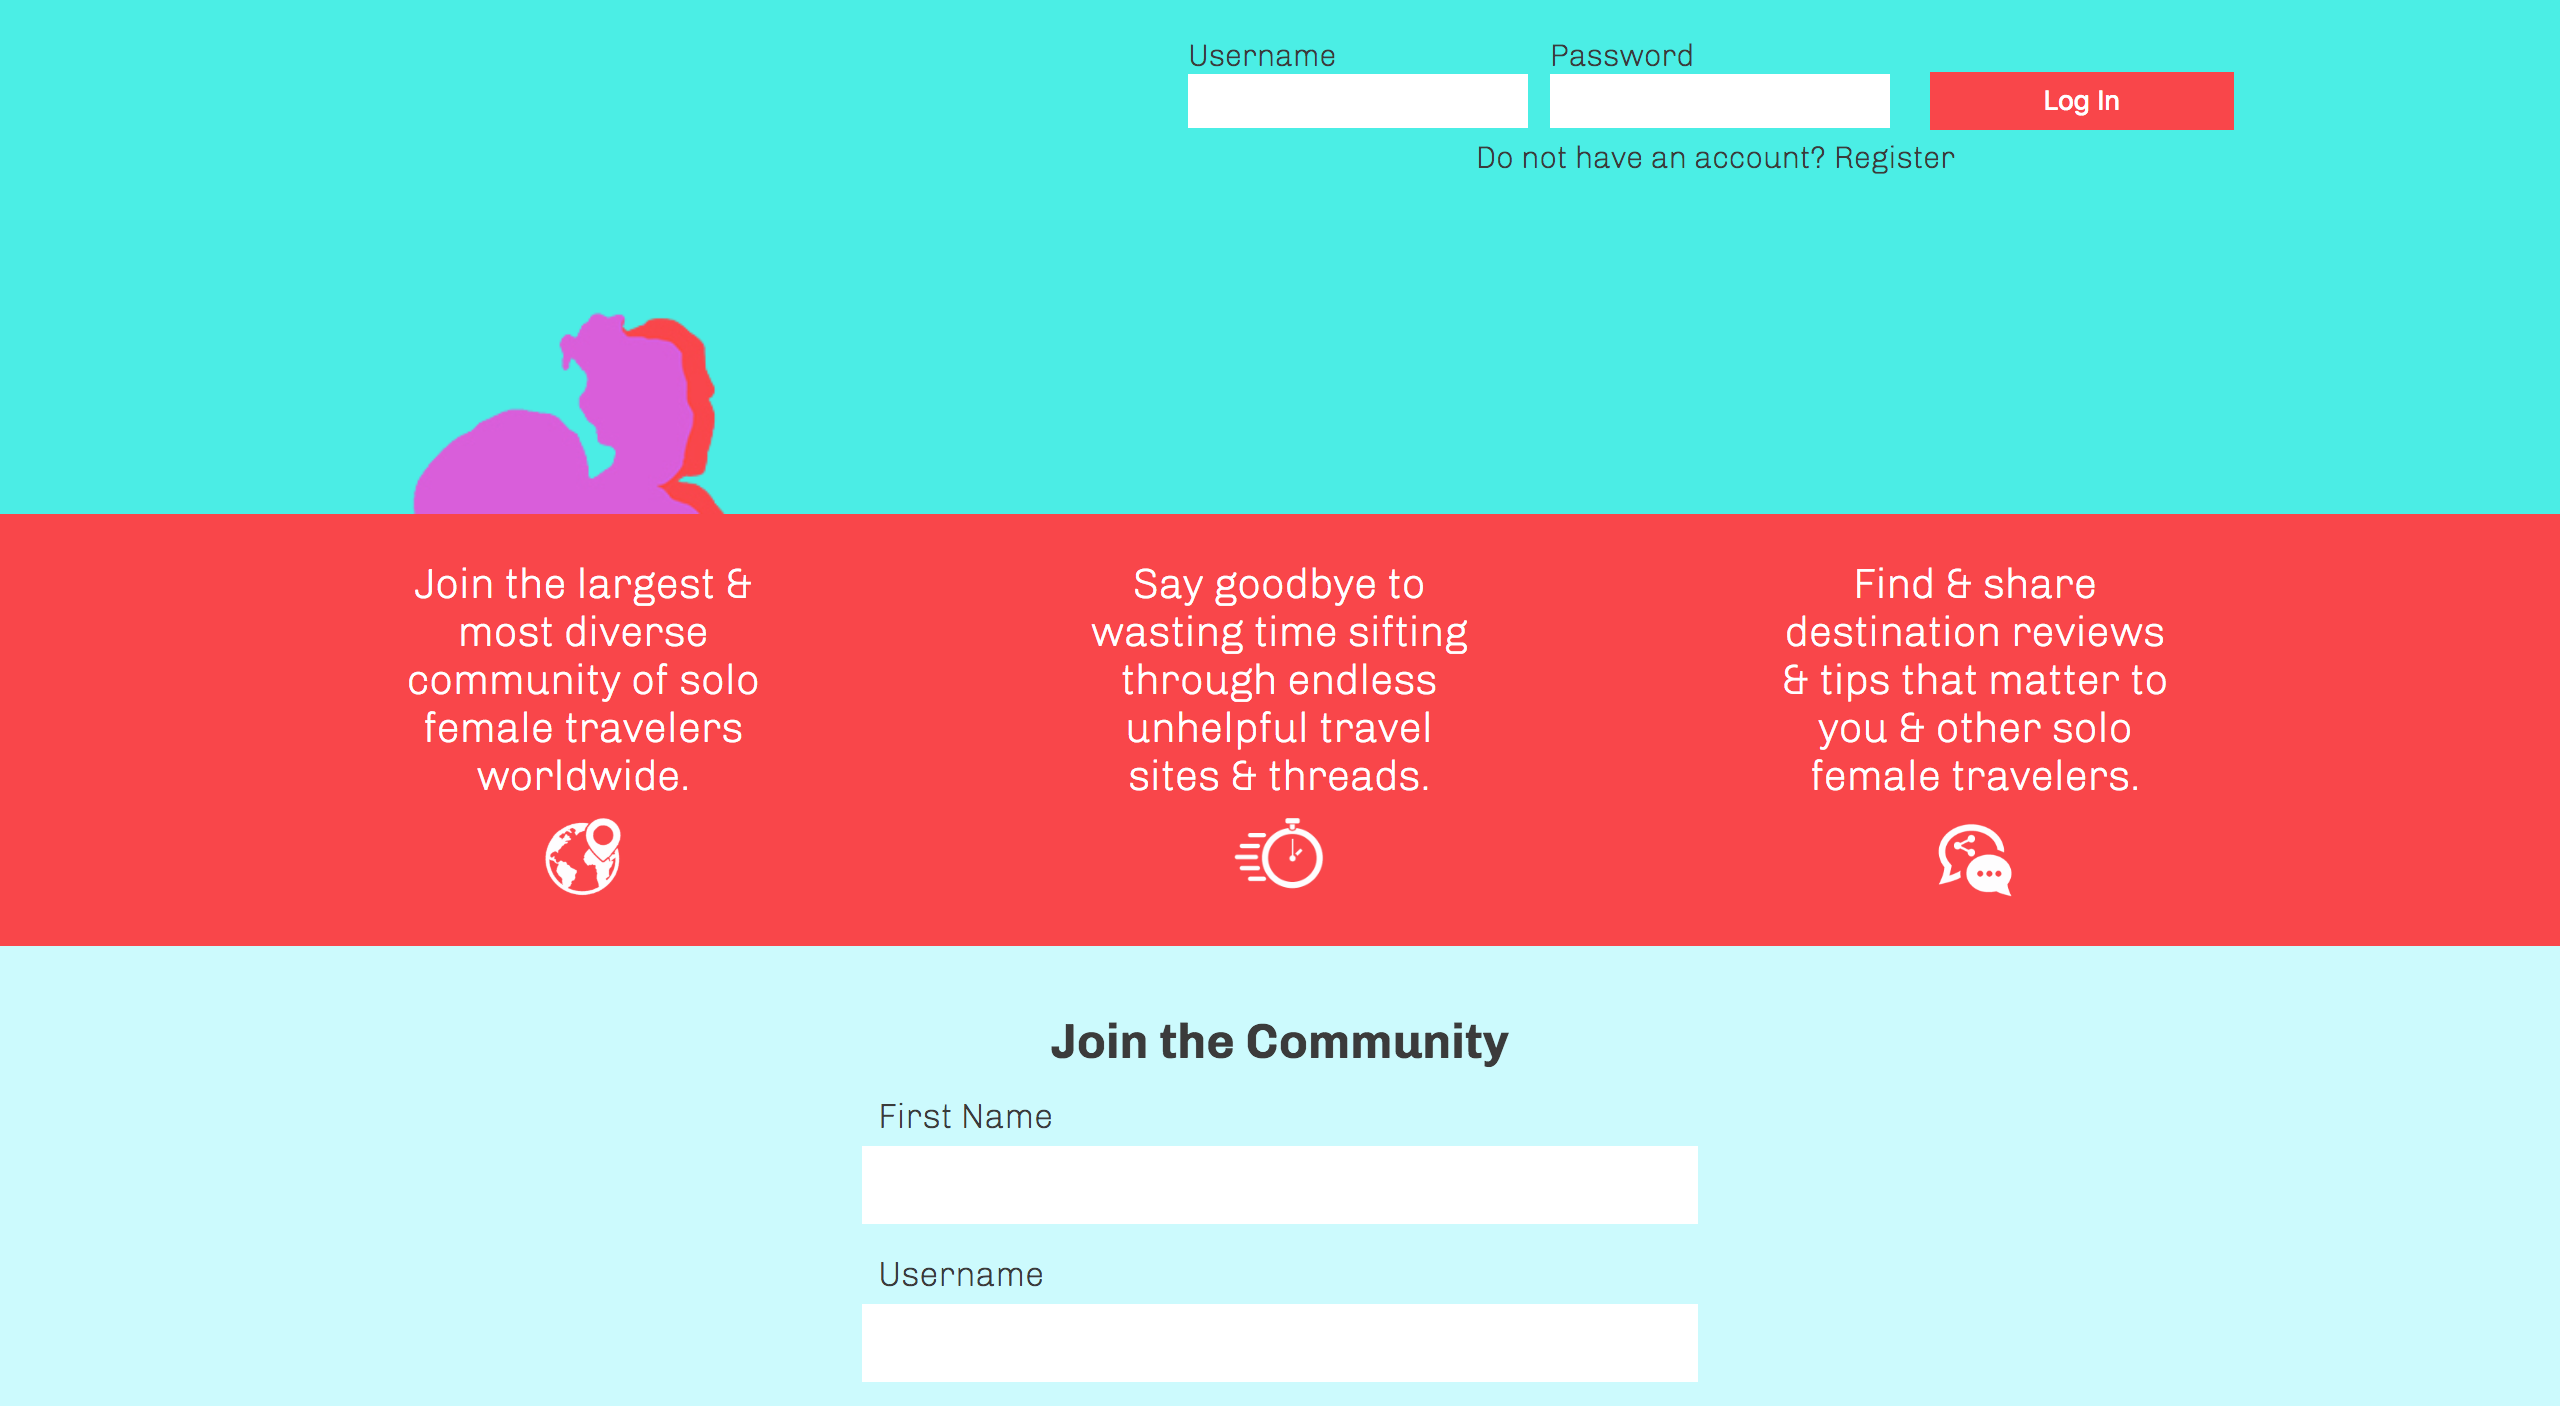 Username
Password
Log In
Do not have an account? Register
Join the largest &
most diverse
community of solo
female travelers
worldwide.
Say goodbye to
wasting time sifting
through endless
unhelpful travel
sites & threads.
Find & share
destination reviews
& tips that matter to
you & other solo
female travelers.
Join the Community
First Name
Username